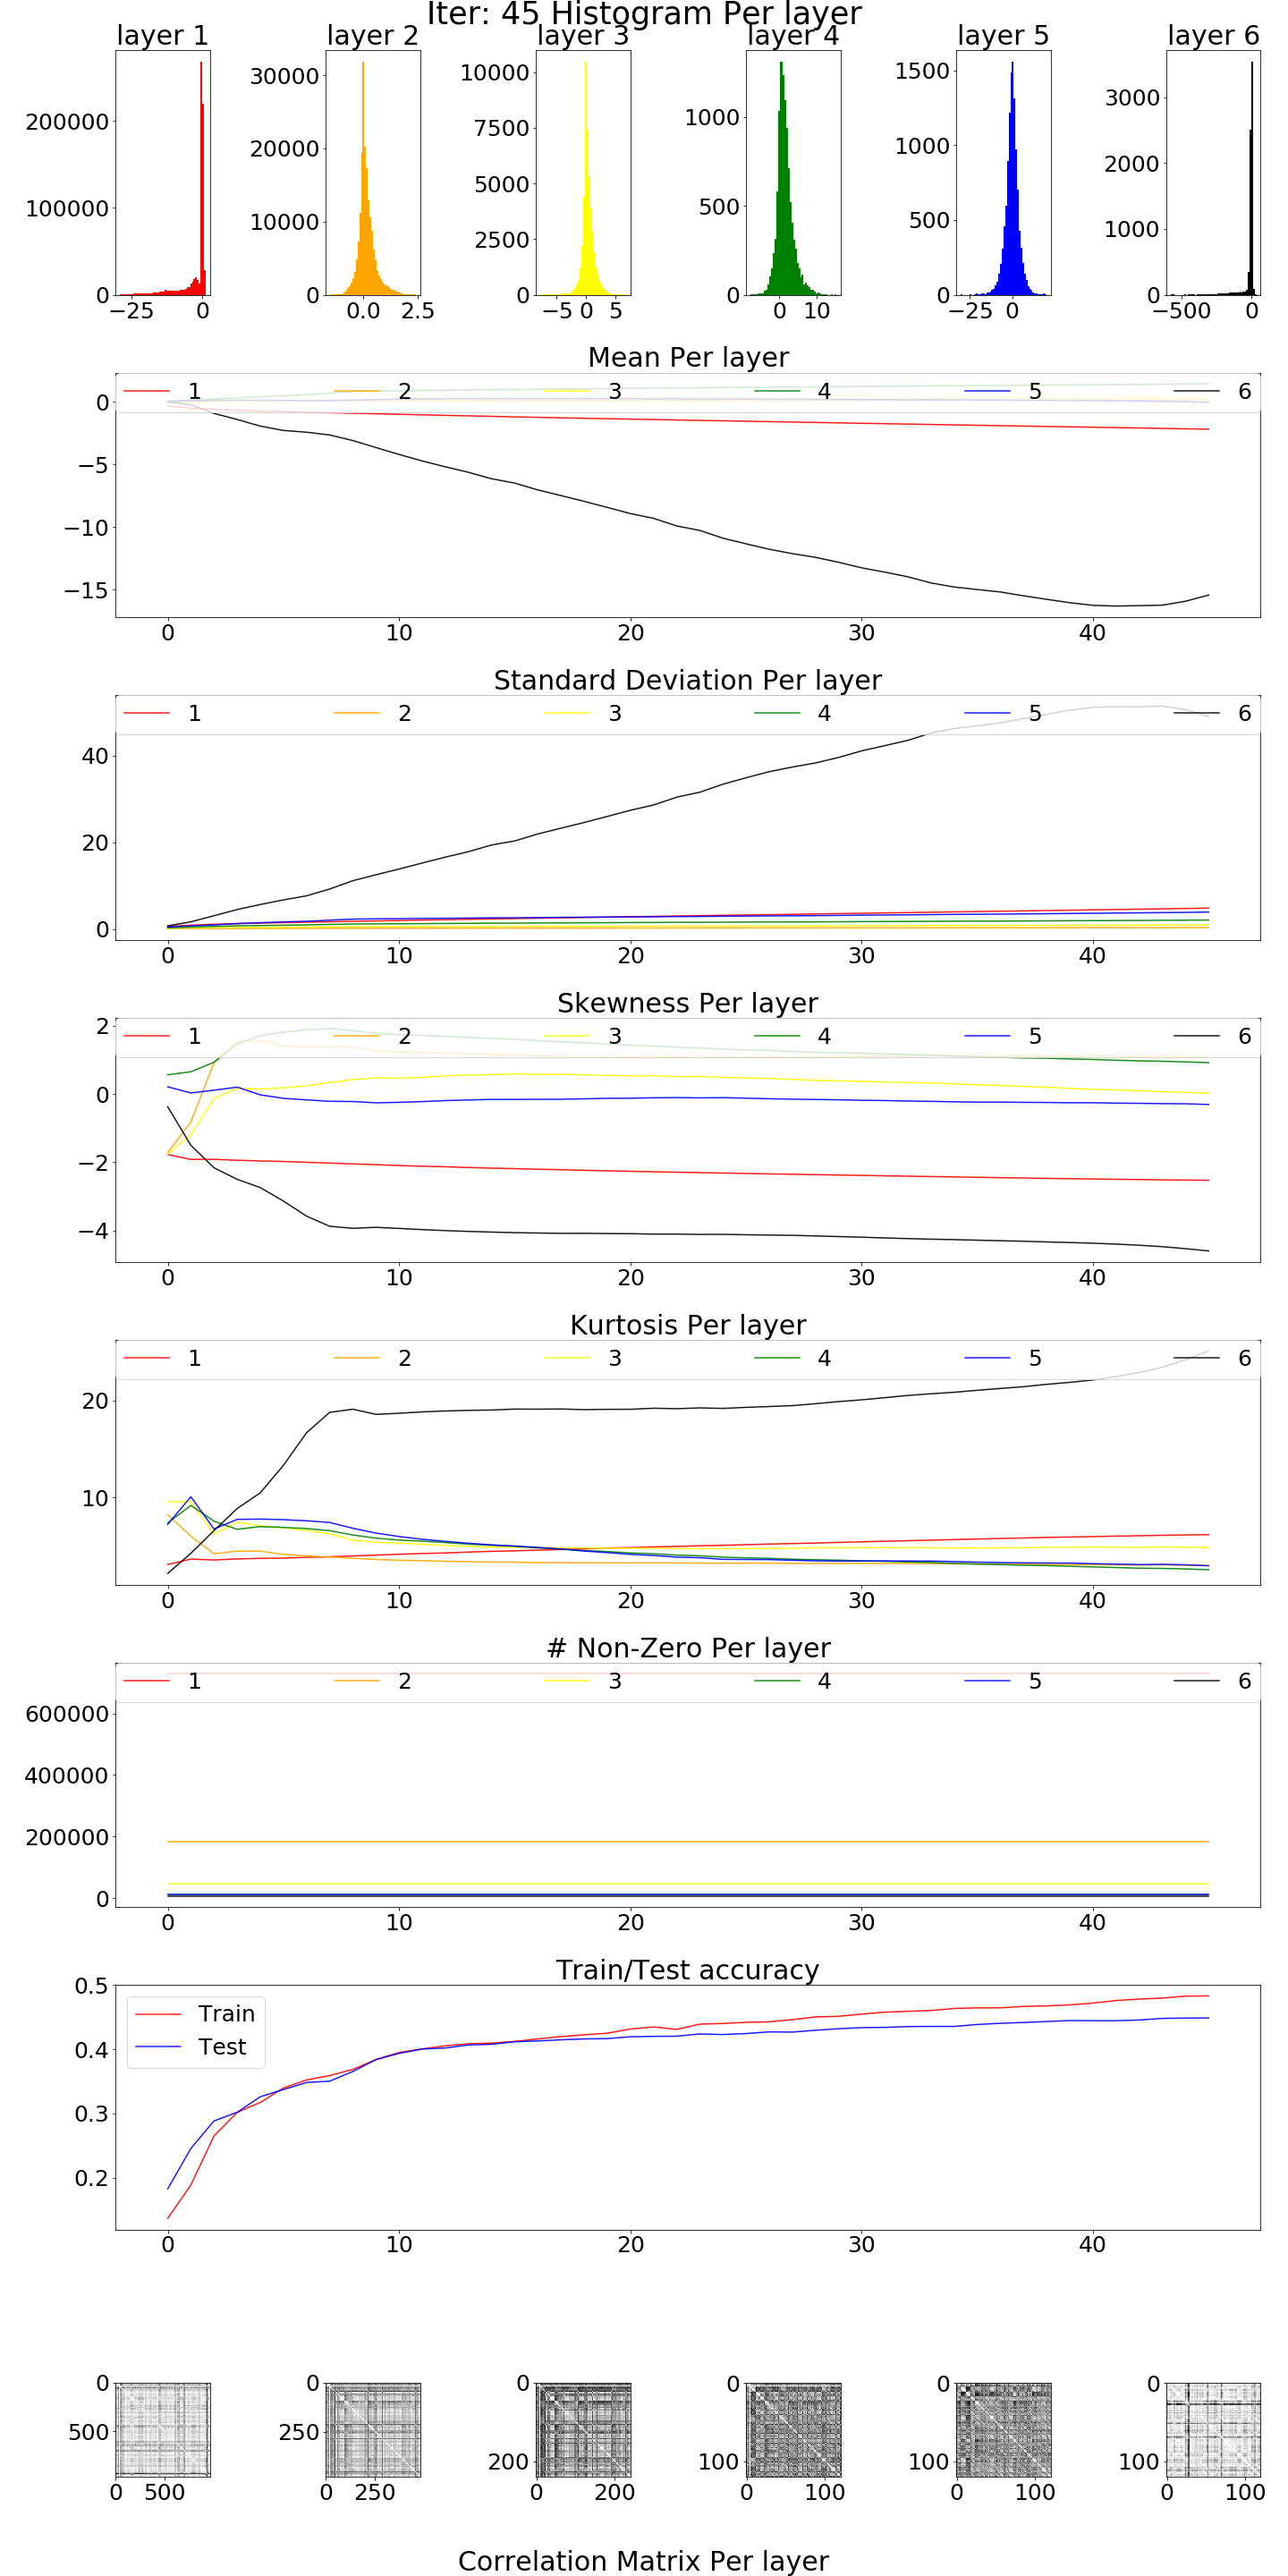 Iter: 45 Histogram Per layer
layer 1 layer 2 layer 3 layer 4 layer 5 layer 6
200000
100000
0
−25 0
30000
20000
10000
0
0.0 2.5
10000
7500
5000
2500
0
−5 0 5
1000
500
0
0 10
1500
1000
500
0
−25 0
3000
2000
1000
0
−500 0
Mean Per layer
1 2 3 4 5 6
0
−5
−10
−15
0 10 20 30 40
Standard Deviation Per layer
1 2 3 4 5 6
40
20
0
0 10 20 30 40
Skewness Per layer
1 2 3 4 5 6
2
0
−2
−4
0 10 20 30 40
Kurtosis Per layer
1 2 3 4 5 6
20
10
0 10 20 30 40
# Non-Zero Per layer
1 2 3 4 5 6
600000
400000
200000
0
0 10 20 30 40
Train/Test accuracy
Train
Test
0.5
0.4
0.3
0.2
0 10 20 30 40
0
500
0 500
0
250
0 250
0
200
0 200
0
100
0 100
0
100
0 100
0
100
0 100
Correlation Matrix Per layer